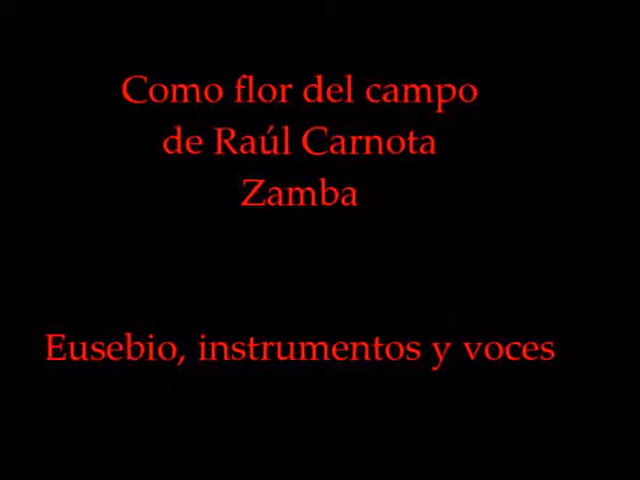 Como flor del campo
de Raúl Carnota
Zamba
Eusebio, instrumentos y voces